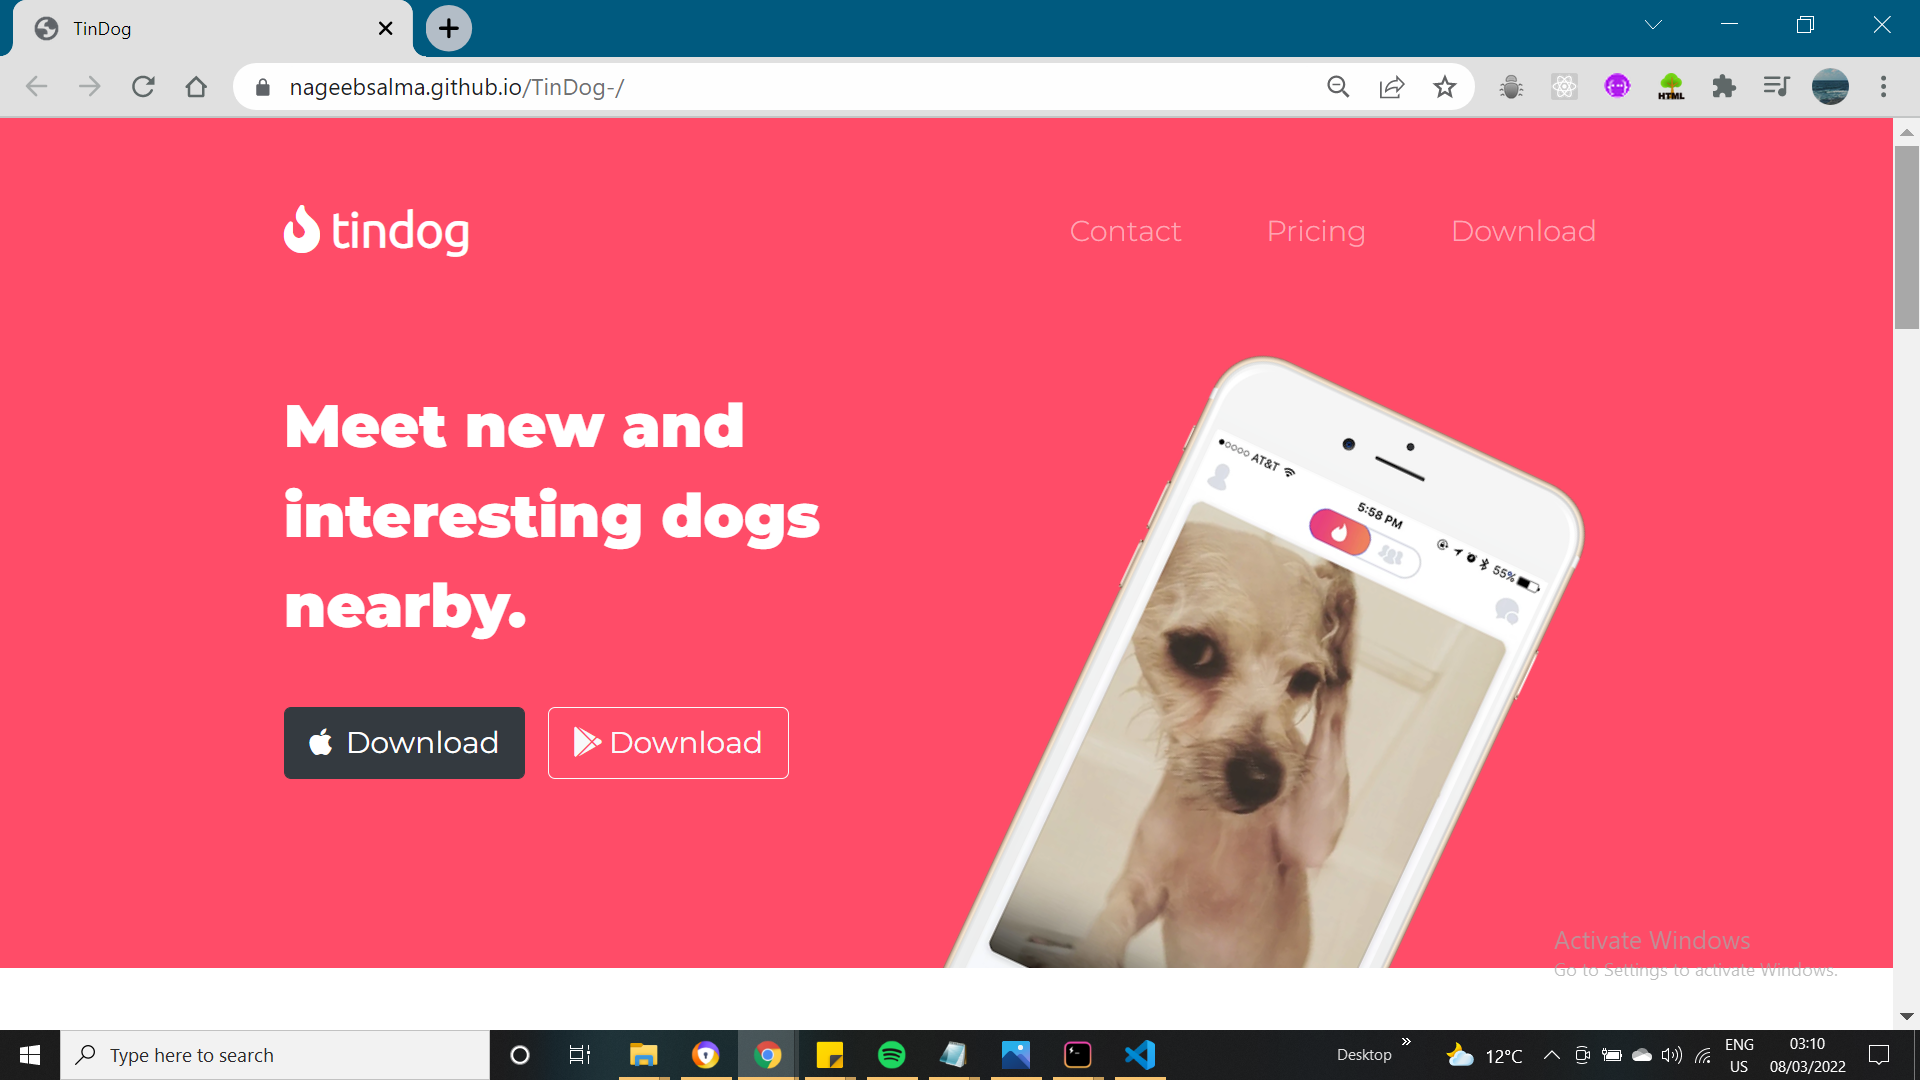 TinDog
nageebsalma.github.io/TinDog-/
HTML
tindog
Contact
Pricing
Download
Meet new and
interesting dogs
nearby.
Download
Download
AT&T
5:58 PM
55%
Activate Windows
Go to Settings to activate Windows.
Type here to search
Desktop
12°C
ENG
US
03:10
08/03/2022